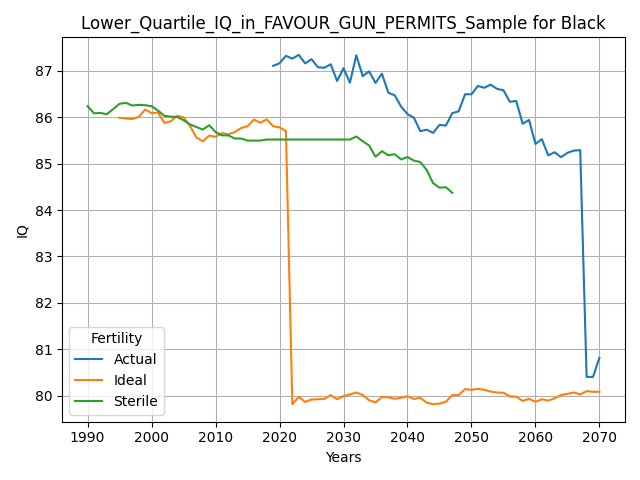 Lower_Quartile_IQ_in_FAVOUR_GUN_PERMITS_Sample for Black
IQ
87
86
85
84
83
82
81
80
Fertility
Actual
Ideal
Sterile
1990 2000 2010 2020 2030 2040 2050 2060 2070
Years